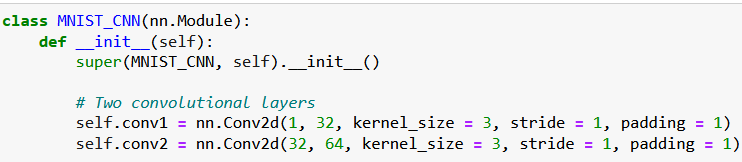 class MNIST_CNN(nn.Module):
    def __init__(self):
        super(MNIST_CNN, self).__init__()

        # Two convolutional layers
        self.conv1 = nn.Conv2d(1, 32, kernel_size = 3, stride = 1, padding = 1)
        self.conv2 = nn.Conv2d(32, 64, kernel_size = 3, stride = 1, padding = 1)